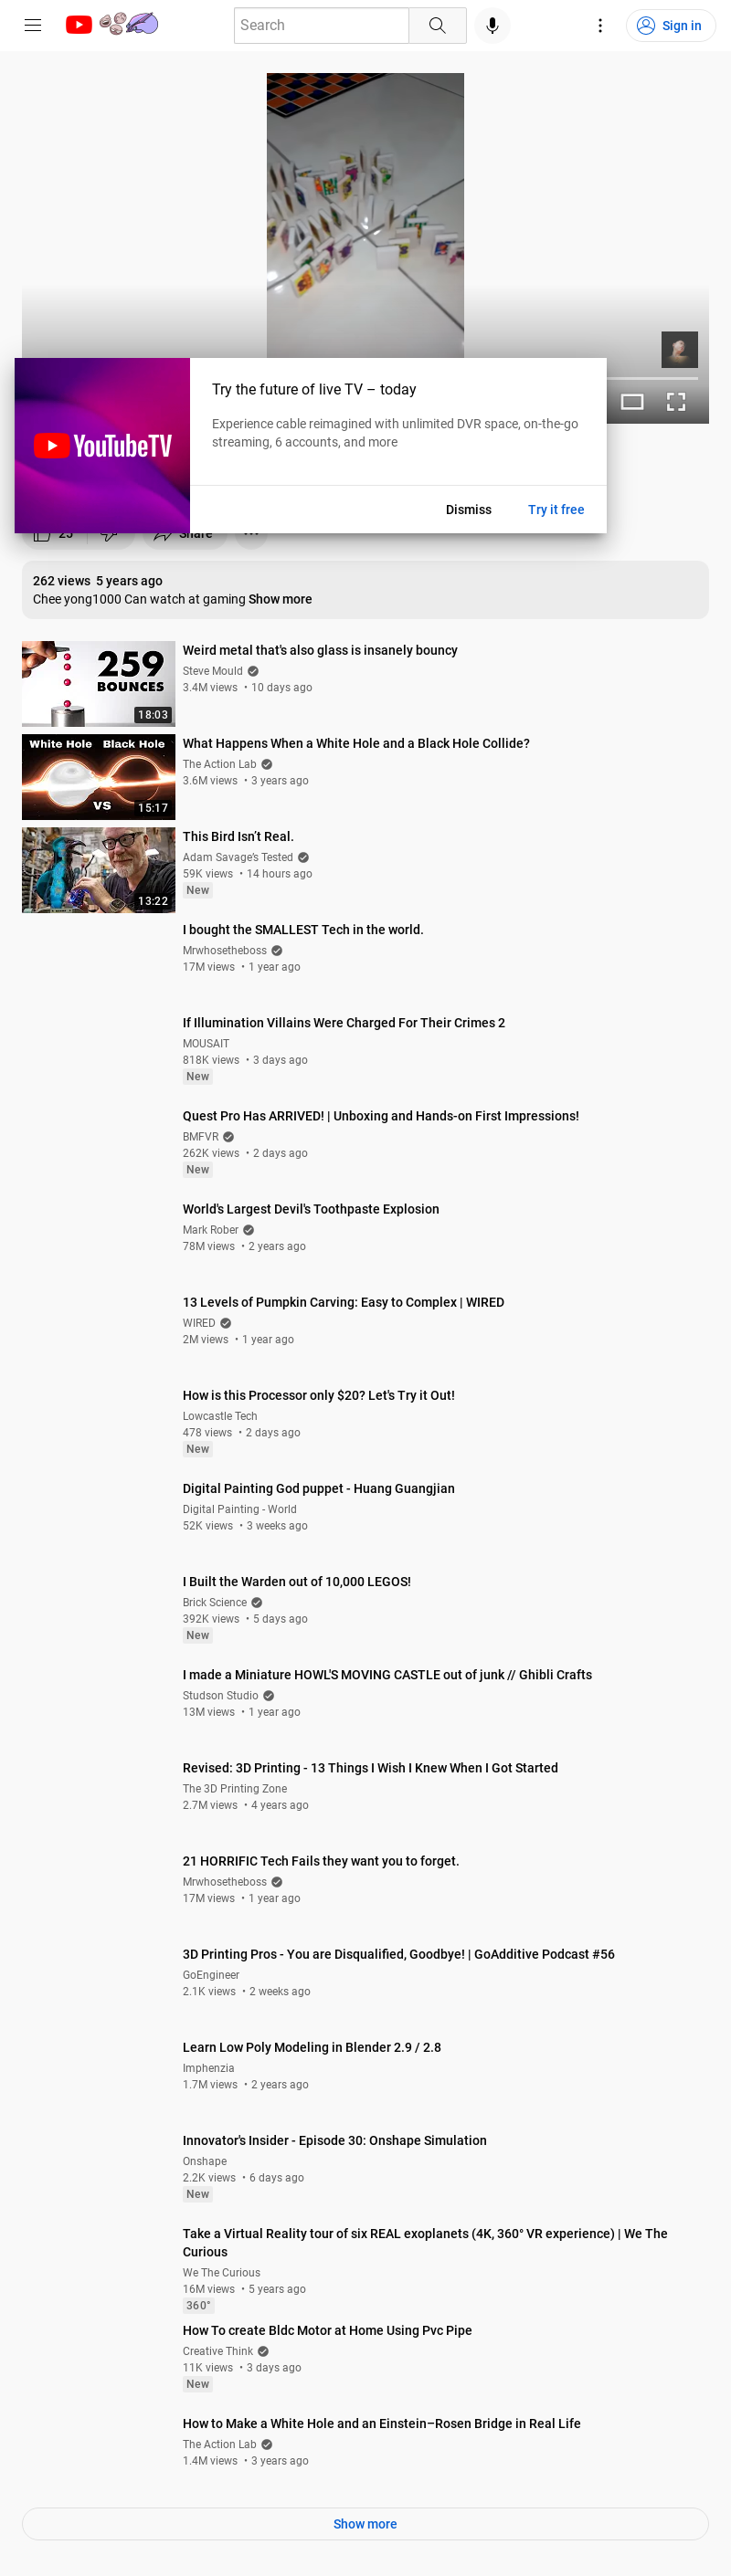 Search
Sign in
Try the future of live TV – today
Experience cable reimagined with unlimited DVR space, on-the-go
streaming, 6 accounts, and more
YouTubeTV
Dismiss
Try it free
25
Share
262 views 5 years ago
Chee yong1000 Can watch at gaming Show more
259
BOUNCES
18:03
Weird metal that's also glass is insanely bouncy
Steve Mould
3.4M views • 10 days ago
White Hole Black Hole
VS
15:17
What Happens When a White Hole and a Black Hole Collide?
The Action Lab
3.6M views • 3 years ago
13:22
This Bird Isn’t Real.
Adam Savage’s Tested
59K views • 14 hours ago
New
I bought the SMALLEST Tech in the world.
Mrwhosetheboss
17M views • 1 year ago
If Illumination Villains Were Charged For Their Crimes 2
MOUSAIT
818K views • 3 days ago
New
Quest Pro Has ARRIVED! | Unboxing and Hands-on First Impressions!
BMFVR
262K views • 2 days ago
New
World's Largest Devil's Toothpaste Explosion
Mark Rober
78M views • 2 years ago
13 Levels of Pumpkin Carving: Easy to Complex | WIRED
WIRED
2M views • 1 year ago
How is this Processor only $20? Let's Try it Out!
Lowcastle Tech
478 views • 2 days ago
New
Digital Painting God puppet - Huang Guangjian
Digital Painting - World
52K views • 3 weeks ago
I Built the Warden out of 10,000 LEGOS!
Brick Science
392K views • 5 days ago
New
I made a Miniature HOWL'S MOVING CASTLE out of junk // Ghibli Crafts
Studson Studio
13M views • 1 year ago
Revised: 3D Printing - 13 Things I Wish I Knew When I Got Started
The 3D Printing Zone
2.7M views • 4 years ago
21 HORRIFIC Tech Fails they want you to forget.
Mrwhosetheboss
17M views • 1 year ago
3D Printing Pros - You are Disqualified, Goodbye! | GoAdditive Podcast #56
GoEngineer
2.1K views • 2 weeks ago
Learn Low Poly Modeling in Blender 2.9 / 2.8
Imphenzia
1.7M views • 2 years ago
Innovator's Insider - Episode 30: Onshape Simulation
Onshape
2.2K views • 6 days ago
New
Take a Virtual Reality tour of six REAL exoplanets (4K, 360° VR experience) | We The
Curious
We The Curious
16M views • 5 years ago
360°
How To create Bldc Motor at Home Using Pvc Pipe
Creative Think
11K views • 3 days ago
New
How to Make a White Hole and an Einstein–Rosen Bridge in Real Life
The Action Lab
1.4M views • 3 years ago
Show more